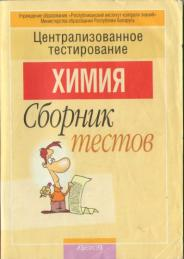 Учреждение образования «Республиканский институт контроля знаний»
Министерства образования Республики Беларусь
Централизованное
тестирование
ХИМИЯ
Сборник
тестов